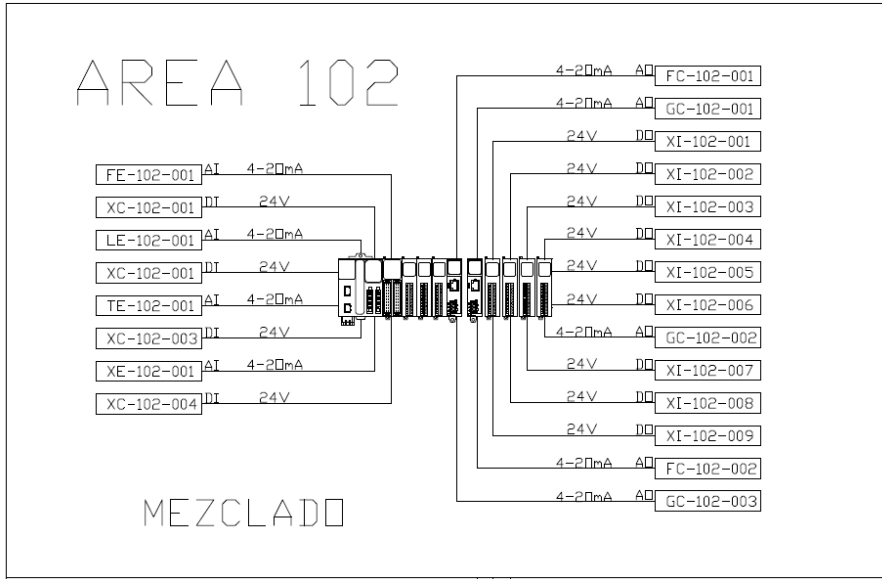 AREA 102
FE-102-001 AI 4-20mA
XC-102-001 DI 24V
LE-102-001 AI 4-20mA
XC-102-001 DI 24V
TE-102-001 AI 4-20mA
XC-102-003 DI 24V
XE-102-001 AI 4-20mA
XC-102-004 DI 24V
MEZCLADO
4-20mA AO FC-102-001
4-20mA AO GC-102-001
24V DO XI-102-001
24V DO XI-102-002
24V DO XI-102-003
24V DO XI-102-004
24V DO XI-102-005
24V DO XI-102-006
4-20mA AO GC-102-002
24V DO XI-102-007
24V DO XI-102-008
24V DO XI-102-009
4-20mA AO FC-102-002
4-20mA AO GC-102-003